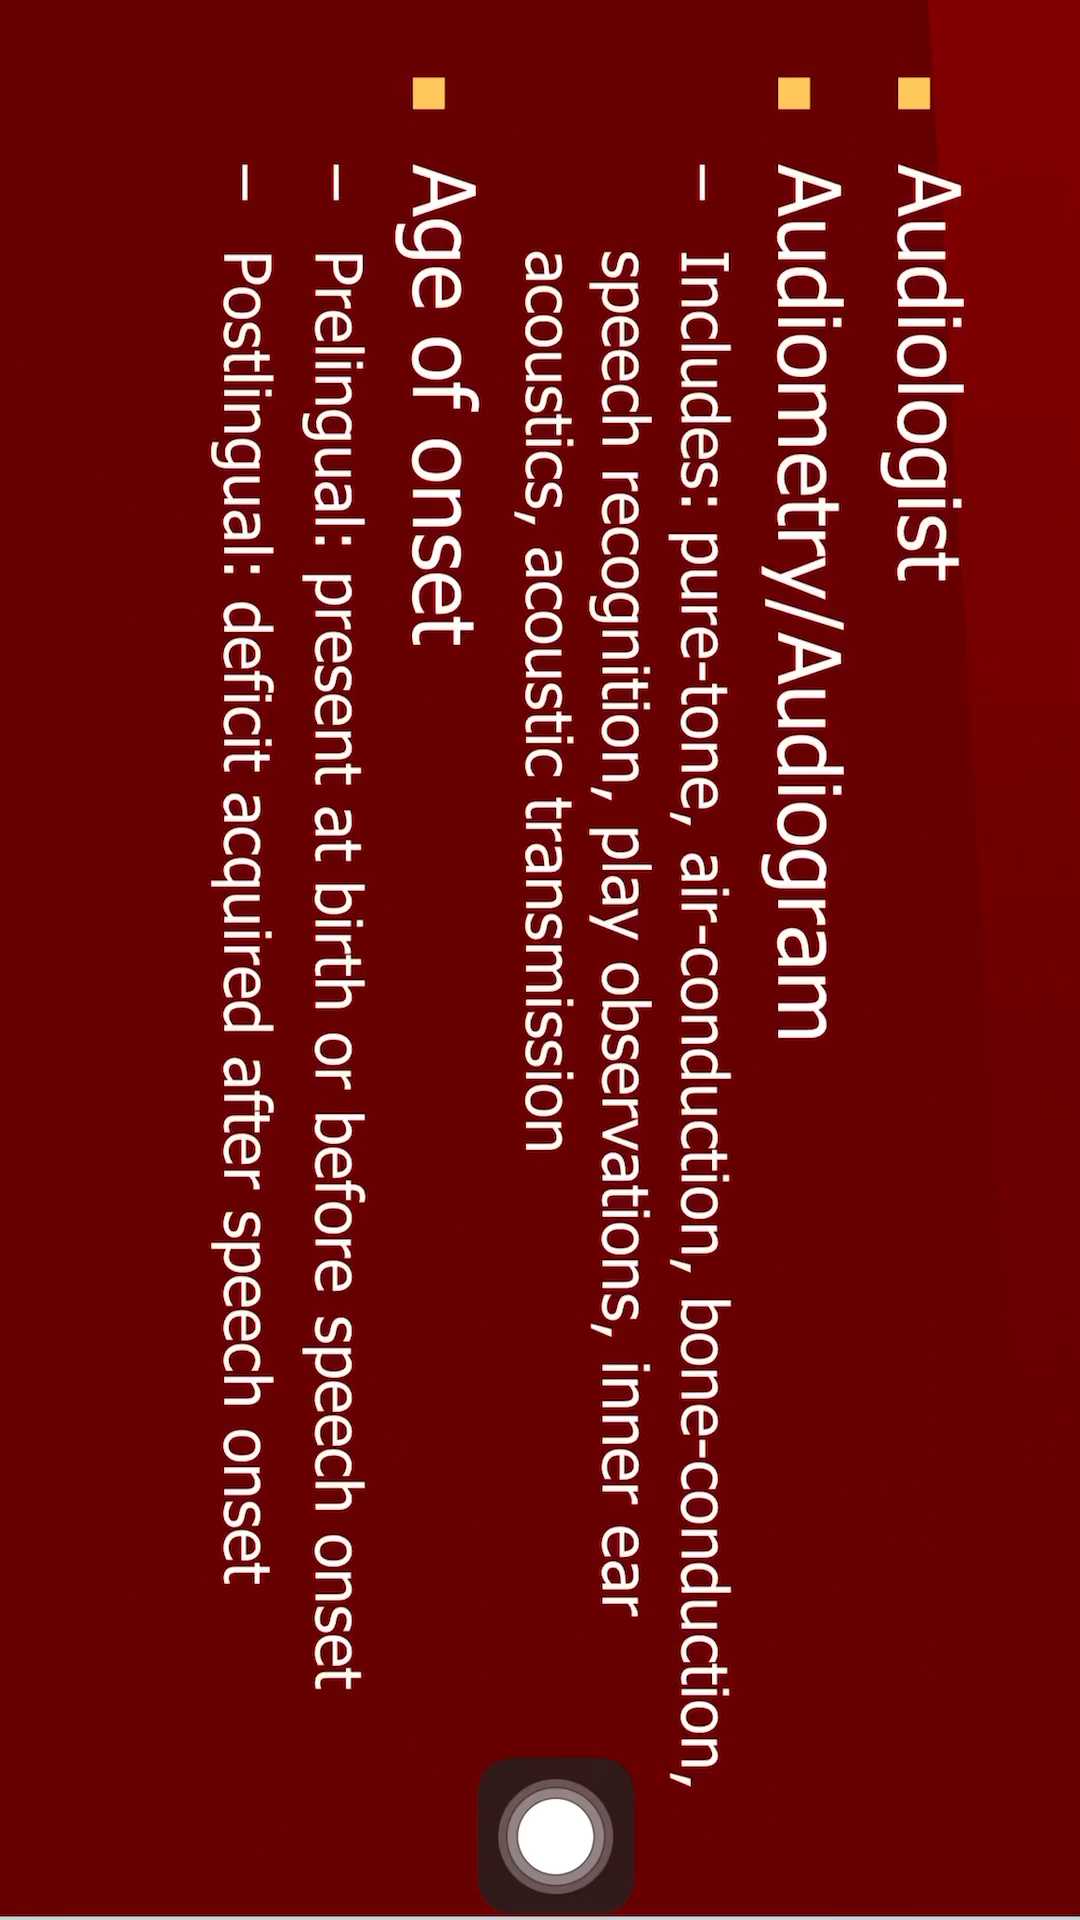 ■ Audiologist
■ Audiometry/Audiogram
– Includes: pure-tone, air-conduction, bone-conduction,
speech recognition, play observations, inner ear
acoustics, acoustic transmission
■ Age of onset
– Prelingual: present at birth or before speech onset
– Postlingual: deficit acquired after speech onset